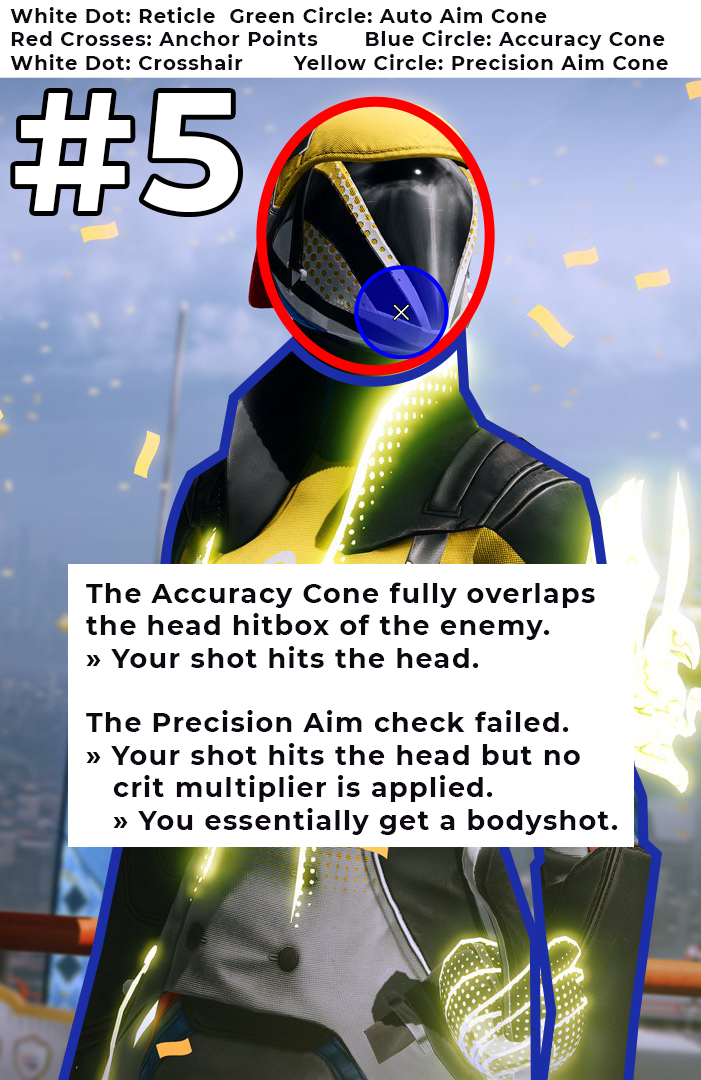 White Dot: Reticle  Green Circle: Auto Aim Cone
Red Crosses: Anchor Points  Blue Circle: Accuracy Cone
White Dot: Crosshair  Yellow Circle: Precision Aim Cone
#5
The Accuracy Cone fully overlaps
the head hitbox of the enemy.
» Your shot hits the head.
The Precision Aim check failed.
» Your shot hits the head but no
crit multiplier is applied.
» You essentially get a bodyshot.